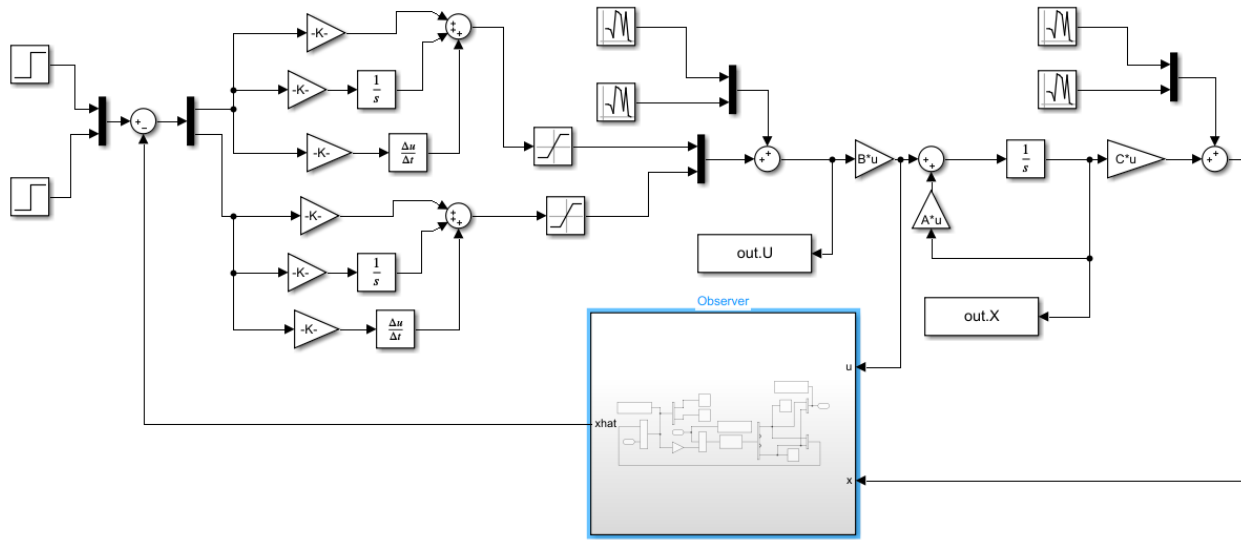 -K-
-K-
1
s
-K-
Δu
Δt
+
+
+
+
−
-K-
-K-
1
s
-K-
Δu
Δt
+
+
+
+
+
B*u
+
+
A*u
1
s
C*u
+
+
out.U
out.X
Observer
u
xhat
x